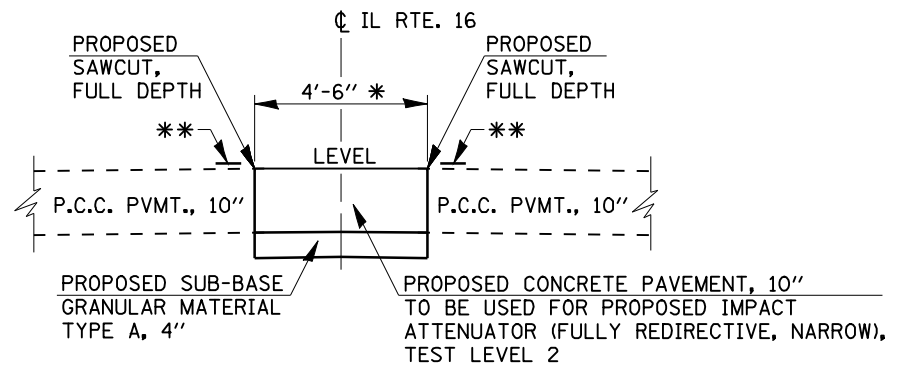 ℄ IL RTE. 16
PROPOSED
SAWCUT,
FULL DEPTH
PROPOSED
SAWCUT,
FULL DEPTH
4'-6" *
**
**
LEVEL
P.C.C. PVMT., 10"
P.C.C. PVMT., 10"
PROPOSED SUB-BASE
GRANULAR MATERIAL
TYPE A, 4"
PROPOSED CONCRETE PAVEMENT, 10"
TO BE USED FOR PROPOSED IMPACT
ATTENUATOR (FULLY REDIRECTIVE, NARROW),
TEST LEVEL 2